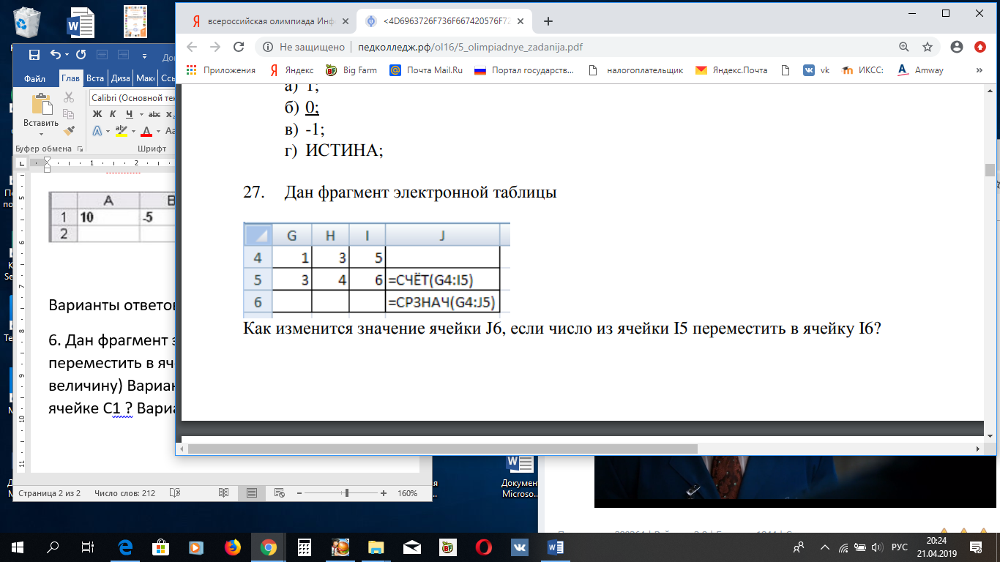 всероссийская олимпиада Инф
<4D6963726F736F667420576F72
Не защищено | педколледж.рф/ol16/5_olimpiadnye_zadanija.pdf
Приложения Яндекс Big Farm Почта Mail.Ru Портал государств... налогоплательщик Яндекс.Почта vk ИКСС: Amway »
Файл Глав Вста Диза Макс Ссы
Calibri (Основной тек
Вставить
Ж К Ч abc x₂
Буфер обмена Шрифт
а) 1;
б) 0;
в) -1;
г) ИСТИНА;
27. Дан фрагмент электронной таблицы
G H I J
4 1 3 5
5 3 4 6 =СЧЁТ(G4:I5)
6 =СРЗНАЧ(G4:J5)
Как изменится значение ячейки J6, если число из ячейки I5 переместить в ячейку I6?
A B
1 10 -5
2
Варианты ответов
6. Дан фрагмент э
переместить в яч
величину) Вариан
ячейке С1 ? Вариа
Страница 2 из 2 Число слов: 212 160%
Документ
Microso...
РУС
20:24
21.04.2019